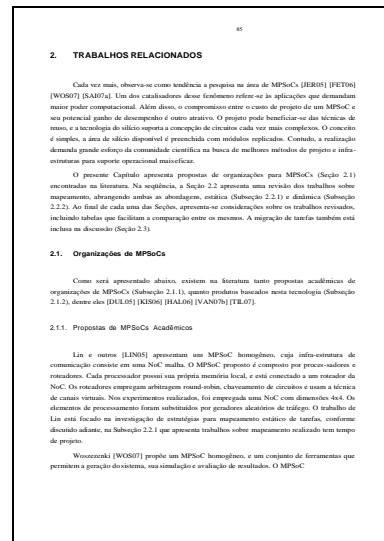 85
2. TRABALHOS RELACIONADOS
Cada vez mais, observa-se como tendência a pesquisa na área de MPSoCs [JER05] [FET06]
[WOS07] [SAI07a]. Um dos catalisadores desse fenômeno refere-se às aplicações que demandam
maior poder computacional. Além disso, o compromisso entre o custo de projeto de um MPSoC e
seu potencial ganho de desempenho é outro atrativo. O projeto pode beneficiar-se das técnicas de
reuso, e a tecnologia do silício suporta a concepção de circuitos cada vez mais complexos. O conceito
é simples, a área de silício disponível é preenchida com módulos replicados. Contudo, a realização
demanda grande esforço da comunidade científica na busca de melhores métodos de projeto e infra-
estruturas para suporte operacional maiseficaz.
O presente Capítulo apresenta propostas de organizações para MPSoCs (Seção 2.1)
encontradas na literatura. Na seqüência, a Seção 2.2 apresenta uma revisão dos trabalhos sobre
mapeamento, abrangendo ambas as abordagens, estática (Subseção 2.2.1) e dinâmica (Subseção
2.2.2). Ao final de cada uma das Seções, apresenta-se considerações sobre os trabalhos revisados,
incluindo tabelas que facilitam a comparação entre os mesmos. A migração de tarefas também está
inclusa na discussão (Seção 2.3).
2.1. Organizações de MPSoCs
Como será apresentado abaixo, existem na literatura tanto propostas acadêmicas de
organizações de MPSoCs (Subseção 2.1.1), quanto produtos baseados nesta tecnologia (Subseção
2.1.2), dentre eles [DUL05] [KIS06] [HAL06] [VAN07b] [TIL07].
2.1.1. Propostas de MPSoCs Acadêmicos
Lin e outros [LIN05] apresentam um MPSoC homogêneo, cuja infra-estrutura de
comunicação consiste em uma NoC malha. O MPSoC proposto é composto por proces-sadores e
roteadores. Cada processador possui sua própria memória local, e está conectado a um roteador da
NoC. Os roteadores empregam arbitragem round-robin, chaveamento de circuitos e usam a técnica
de canais virtuais. Nos experimentos realizados, foi empregada uma NoC com dimensões 4x4. Os
elementos de processamento foram substituídos por geradores aleatórios de tráfego. O trabalho de
Lin está focado na investigação de estratégias para mapeamento estático de tarefas, conforme
discutido adiante, na Subseção 2.2.1 que apresenta trabalhos sobre mapeamento realizado tem tempo
de projeto.
Woszezenki [WOS07] propõe um MPSoC homogêneo, e um conjunto de ferramentas que
permitem a geração do sistema, sua simulação e avaliação de resultados. O MPSoC